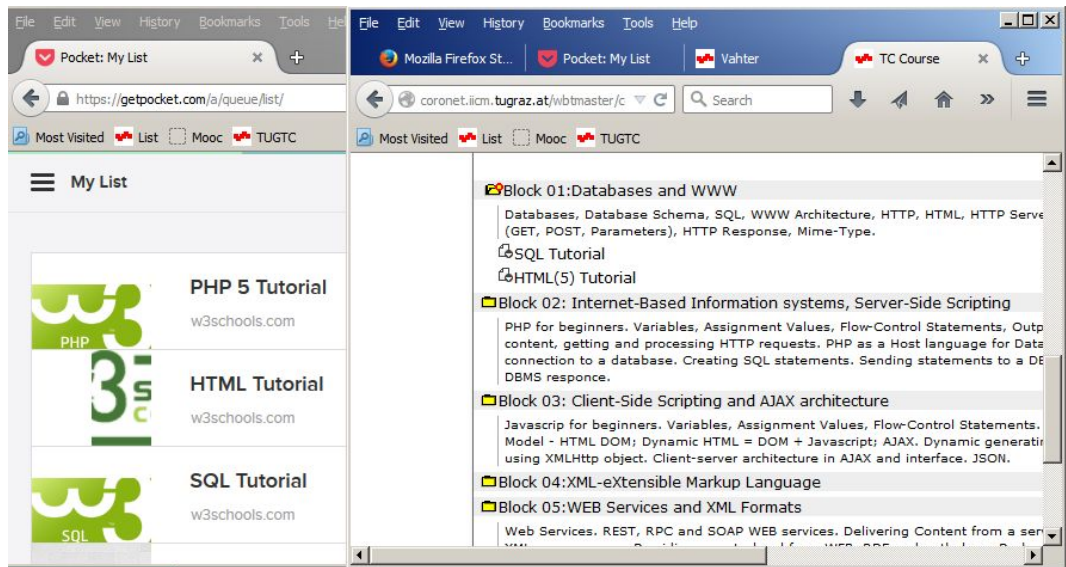 File Edit View History Bookmarks Tools Hel
Pocket: My List
https://getpocket.com/a/queue/list/
Most Visited List Mooc TUGTC
My List
PHP 5 Tutorial
w3schools.com
PHP
HTML Tutorial
w3schools.com
SQL Tutorial
w3schools.com
SQL
File Edit View History Bookmarks Tools Help
Mozilla Firefox St... Pocket: My List Vahter TC Course
coronet.iicm.tugraz.at/wbtmaster/c Search
Most Visited List Mooc TUGTC
Block 01:Databases and WWW
Databases, Database Schema, SQL, WWW Architecture, HTTP, HTML, HTTP Serve
(GET, POST, Parameters), HTTP Response, Mime-Type.
SQL Tutorial
HTML(5) Tutorial
Block 02: Internet-Based Information systems, Server-Side Scripting
PHP for beginners. Variables, Assignment Values, Flow-Control Statements, Outp
content, getting and processing HTTP requests. PHP as a Host language for Data
connection to a database. Creating SQL statements. Sending statements to a DB
DBMS responce.
Block 03: Client-Side Scripting and AJAX architecture
Javascrip for beginners. Variables, Assignment Values, Flow-Control Statements.
Model - HTML DOM; Dynamic HTML = DOM + Javascript; AJAX. Dynamic generatin
using XMLHttp object. Client-server architecture in AJAX and interface. JSON.
Block 04:XML-eXtensible Markup Language
Block 05:WEB Services and XML Formats
Web Services. REST, RPC and SOAP WEB services. Delivering Content from a serv